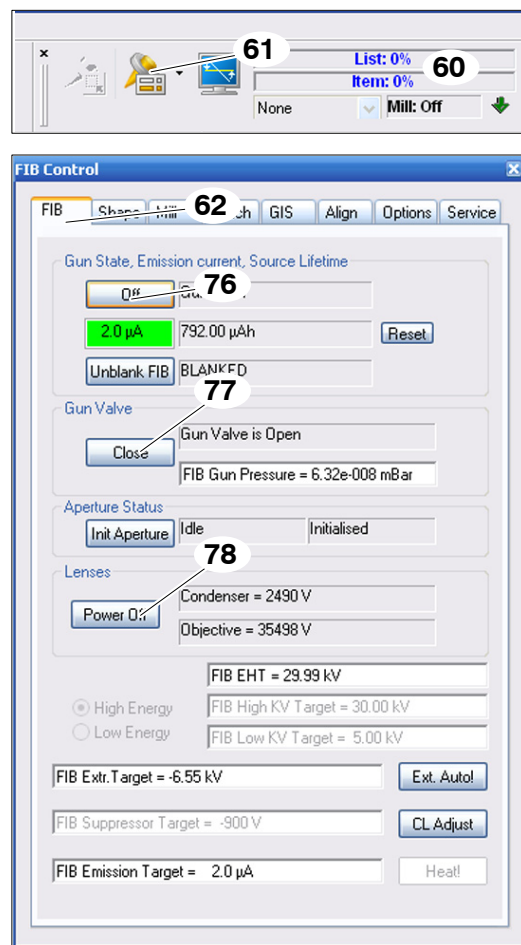 61
60
List: 0%
Item: 0%
None
Mill: Off
FIB Control
FIB
62
GIS
Align
Options
Service
Gun State, Emission current, Source Lifetime
Off
76
2.0 µA
792.00 µAh
Reset
Unblank FIB
BLANKED
77
Gun Valve
Close
Gun Valve is Open
FIB Gun Pressure = 6.32e-008 mBar
Aperture Status
Init Aperture
Idle
Initialised
78
Lenses
Power Off
Condenser = 2490 V
Objective = 35498 V
FIB EHT = 29.99 kV
High Energy
FIB High KV Target = 30.00 kV
Low Energy
FIB Low KV Target = 5.00 kV
FIB Extr.Target = -6.55 kV
Ext. Auto!
FIB Suppressor Target = -900 V
CL Adjust
FIB Emission Target = 2.0 µA
Heat!